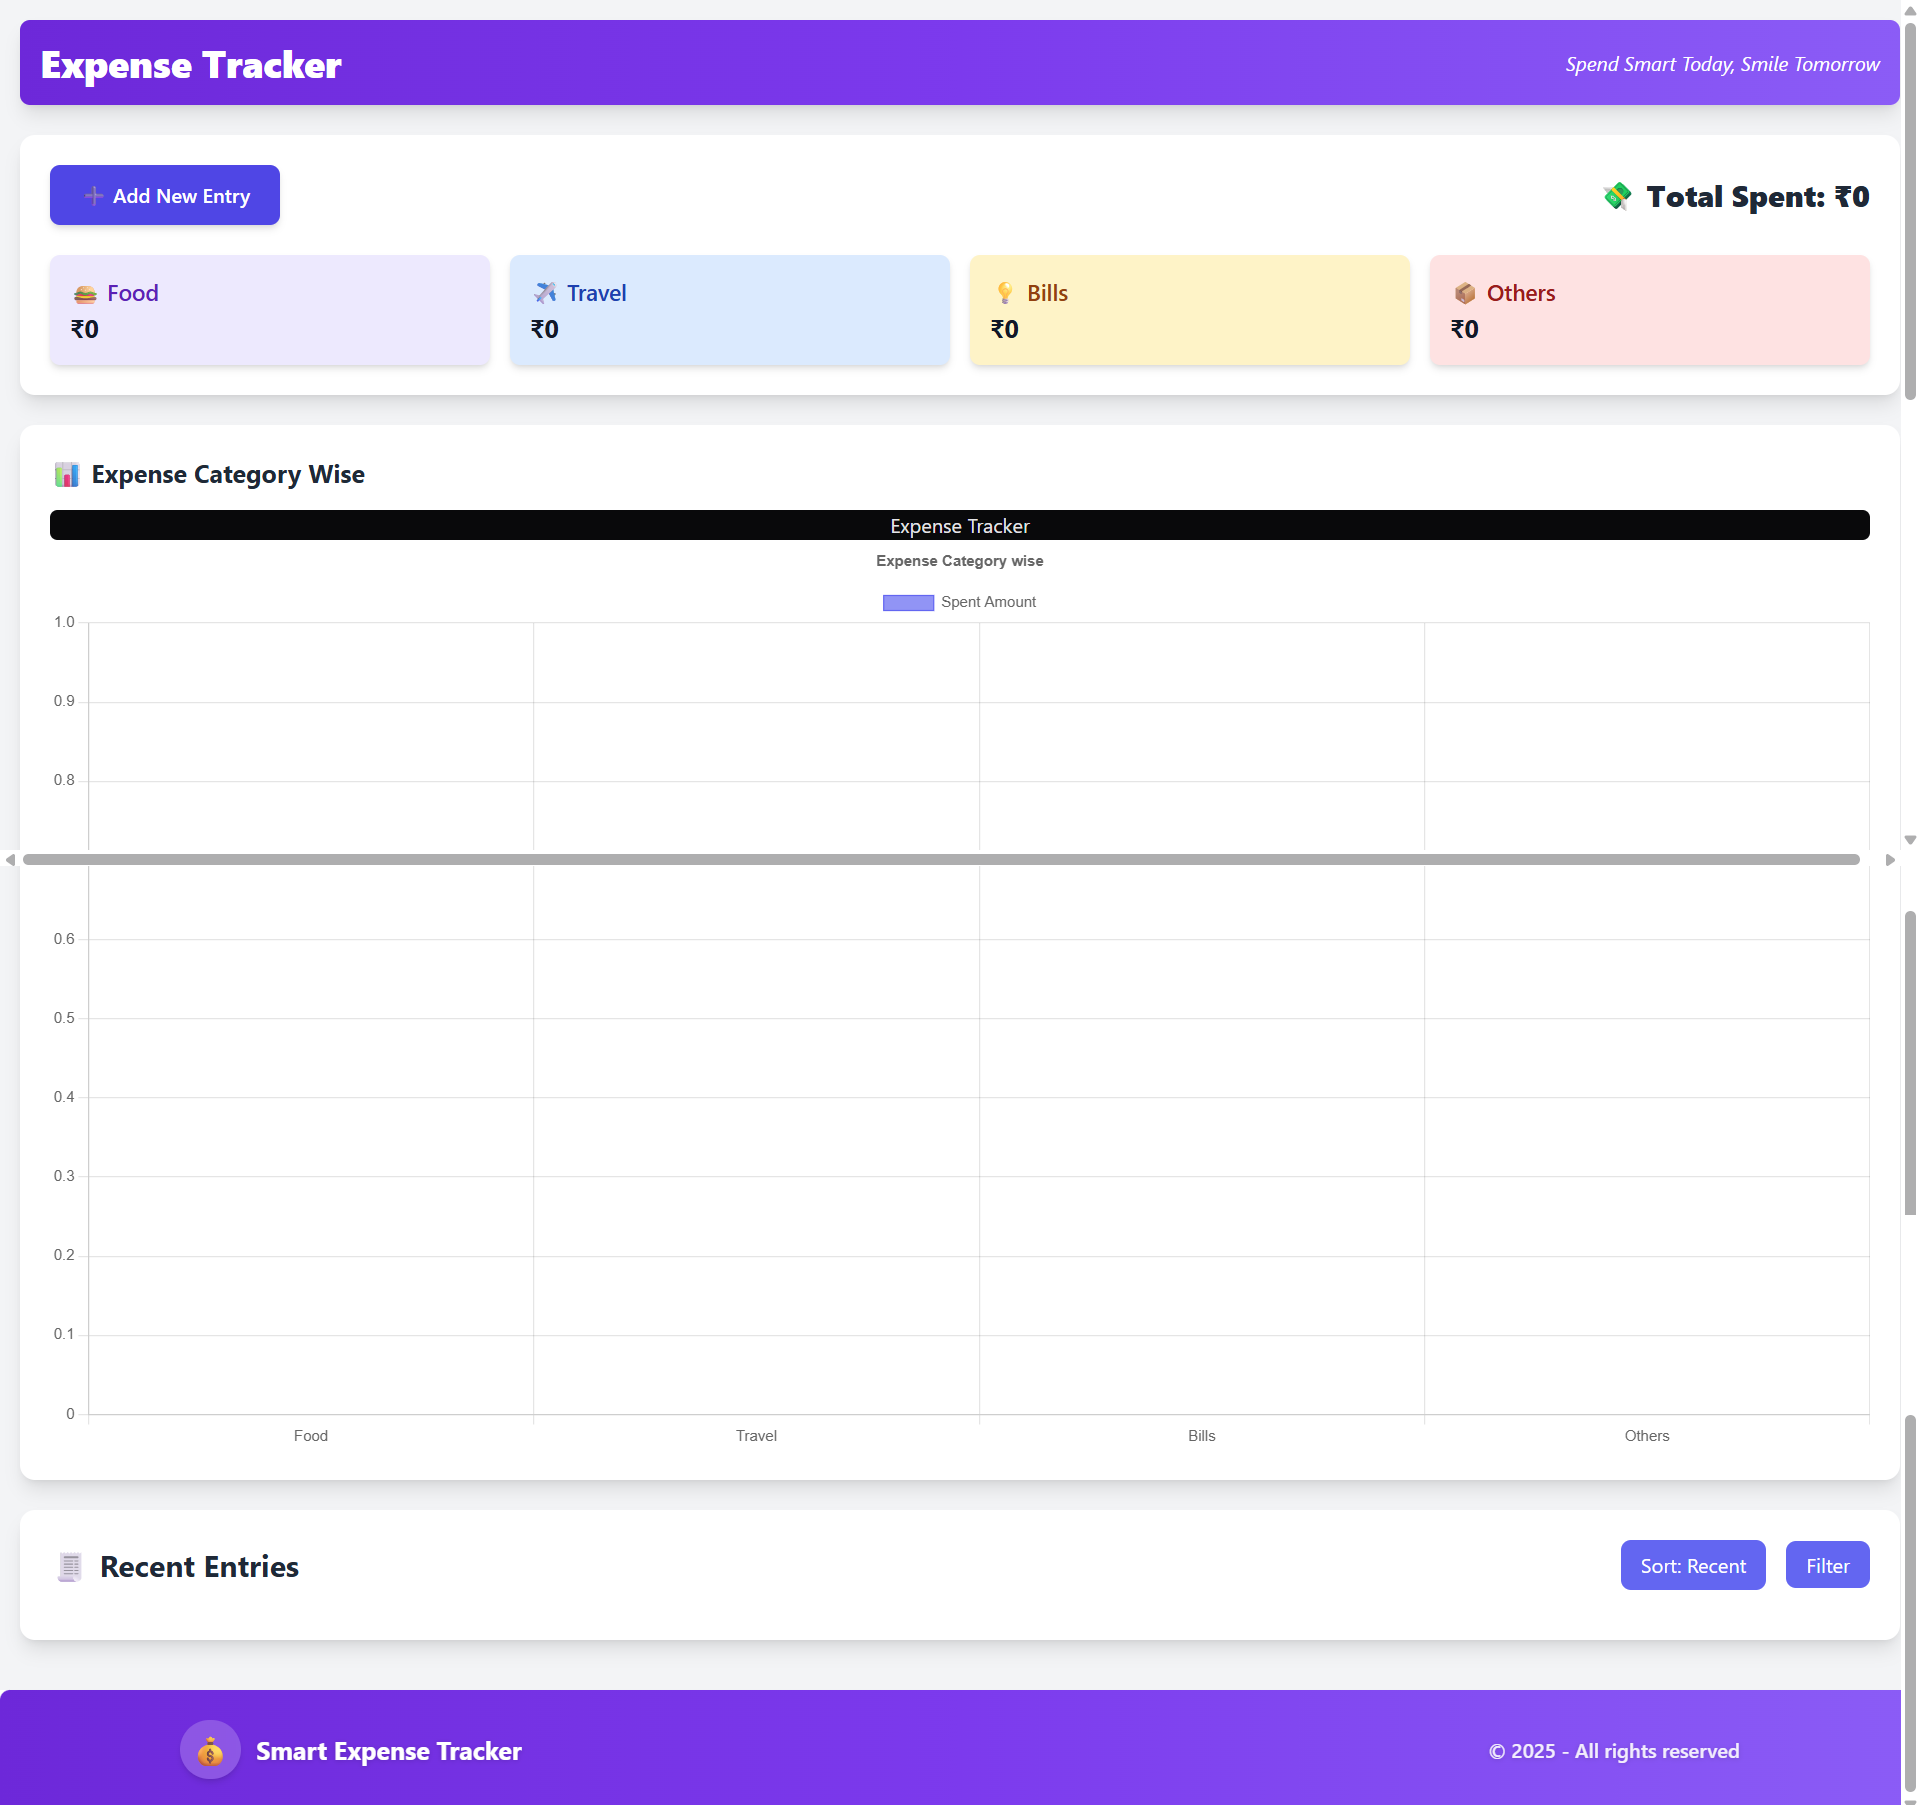 Expense Tracker
Spend Smart Today, Smile Tomorrow
➕ Add New Entry
💸 Total Spent: ₹0
🍔 Food
₹0
✈️ Travel
₹0
💡 Bills
₹0
📦 Others
₹0
📊 Expense Category Wise
Expense Tracker
Expense Category wise
Spent Amount
1.0
0.9
0.8
0.6
0.5
0.4
0.3
0.2
0.1
0
Food Travel Bills Others
🧾 Recent Entries
Sort: Recent
Filter
💰 Smart Expense Tracker
© 2025 - All rights reserved